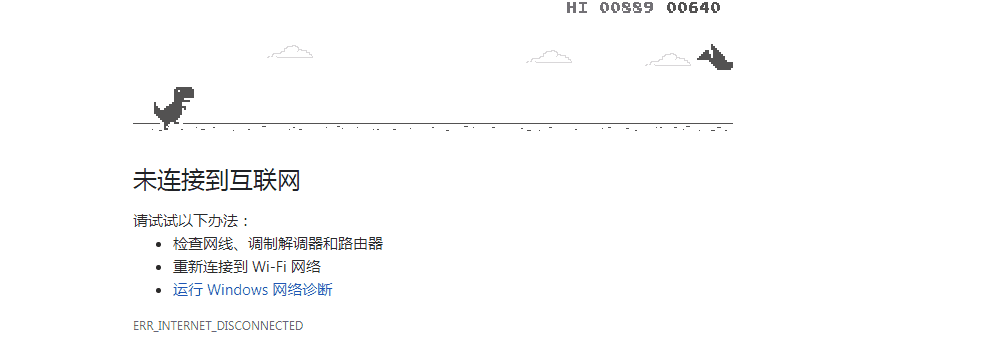 HI 00889 00640
未连接到互联网
请试试以下办法：
检查网线、调制解调器和路由器
重新连接到 Wi-Fi 网络
运行 Windows 网络诊断
ERR_INTERNET_DISCONNECTED